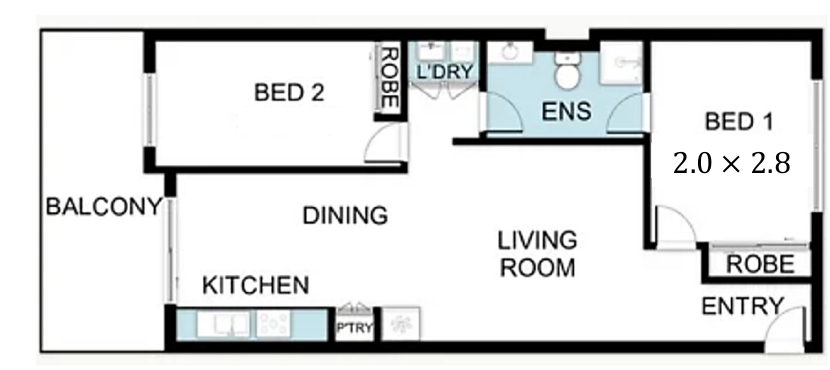 BED 2
ROBE
L'DRY
ENS
BED 1
2.0 × 2.8
BALCONY
DINING
LIVING
ROOM
ROBE
KITCHEN
ENTRY
P'TRY